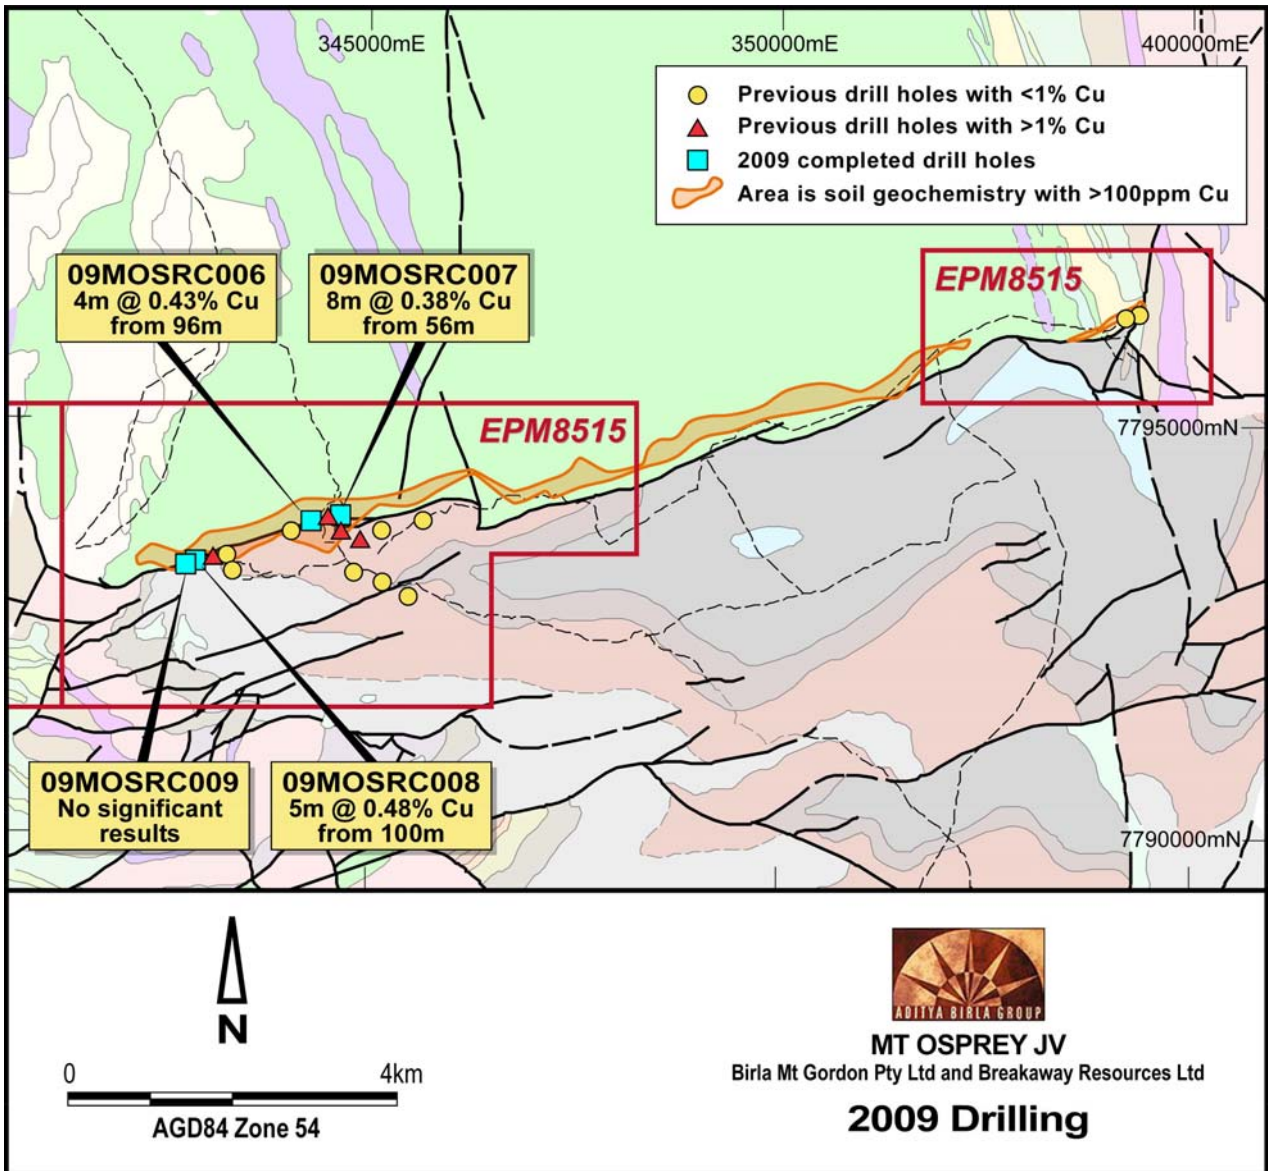 345000mE
350000mE
400000mE
Previous drill holes with <1% Cu
Previous drill holes with >1% Cu
2009 completed drill holes
Area is soil geochemistry with >100ppm Cu
09MOSRC006
4m @ 0.43% Cu
from 96m
09MOSRC007
8m @ 0.38% Cu
from 56m
EPM8515
EPM8515
7795000mN
09MOSRC009
No significant
results
09MOSRC008
5m @ 0.48% Cu
from 100m
7790000mN
N
0
4km
AGD84 Zone 54
ADITYA BIRLA GROUP
MT OSPREY JV
Birla Mt Gordon Pty Ltd and Breakaway Resources Ltd
2009 Drilling